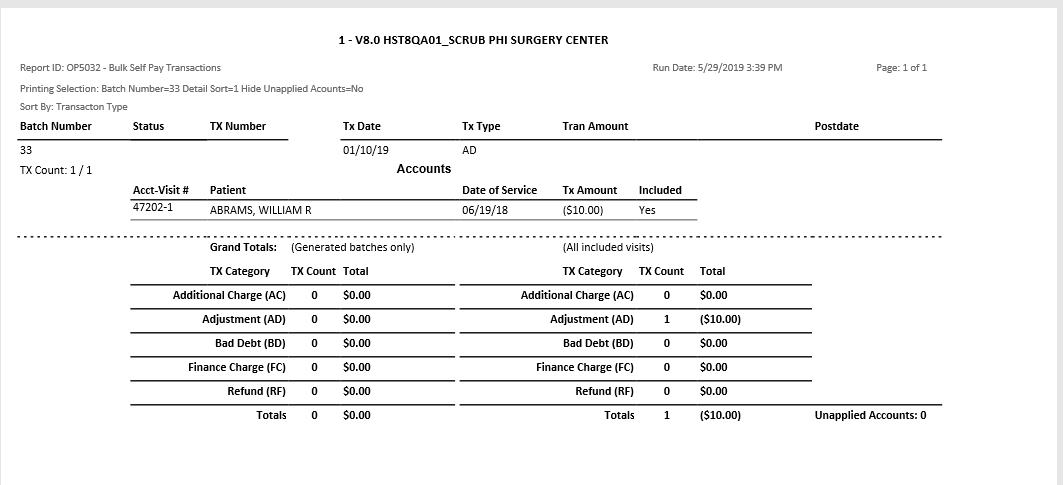 1 - V8.0 HST8QA01_SCRUB PHI SURGERY CENTER
Report ID: OP5032 - Bulk Self Pay Transactions Run Date: 5/29/2019 3:39 PM Page: 1 of 1
Printing Selection: Batch Number=33 Detail Sort=1 Hide Unapplied Acounts=No
Sort By: Transacton Type
Batch Number Status TX Number Tx Date Tx Type Tran Amount Postdate
33 01/10/19 AD
TX Count: 1 / 1 Accounts
Acct-Visit # Patient Date of Service Tx Amount Included
47202-1 ABRAMS, WILLIAM R 06/19/18 ($10.00) Yes
Grand Totals: (Generated batches only) (All included visits)
TX Category TX Count Total TX Category TX Count Total
Additional Charge (AC) 0 $0.00 Additional Charge (AC) 0 $0.00
Adjustment (AD) 0 $0.00 Adjustment (AD) 1 ($10.00)
Bad Debt (BD) 0 $0.00 Bad Debt (BD) 0 $0.00
Finance Charge (FC) 0 $0.00 Finance Charge (FC) 0 $0.00
Refund (RF) 0 $0.00 Refund (RF) 0 $0.00
Totals 0 $0.00 Totals 1 ($10.00) Unapplied Accounts: 0